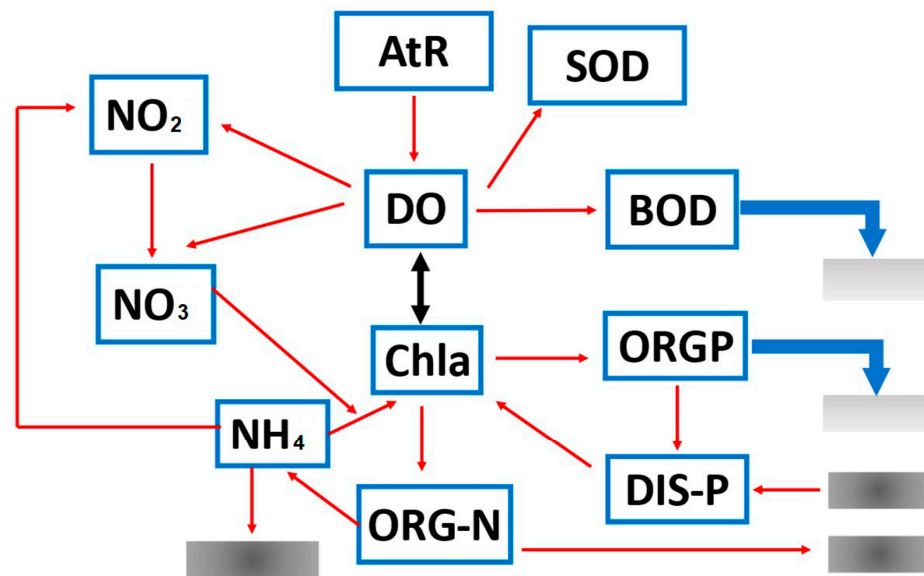 AtR
SOD
NO₂
DO
BOD
NO₃
Chla
ORGP
NH₄
DIS-P
ORG-N